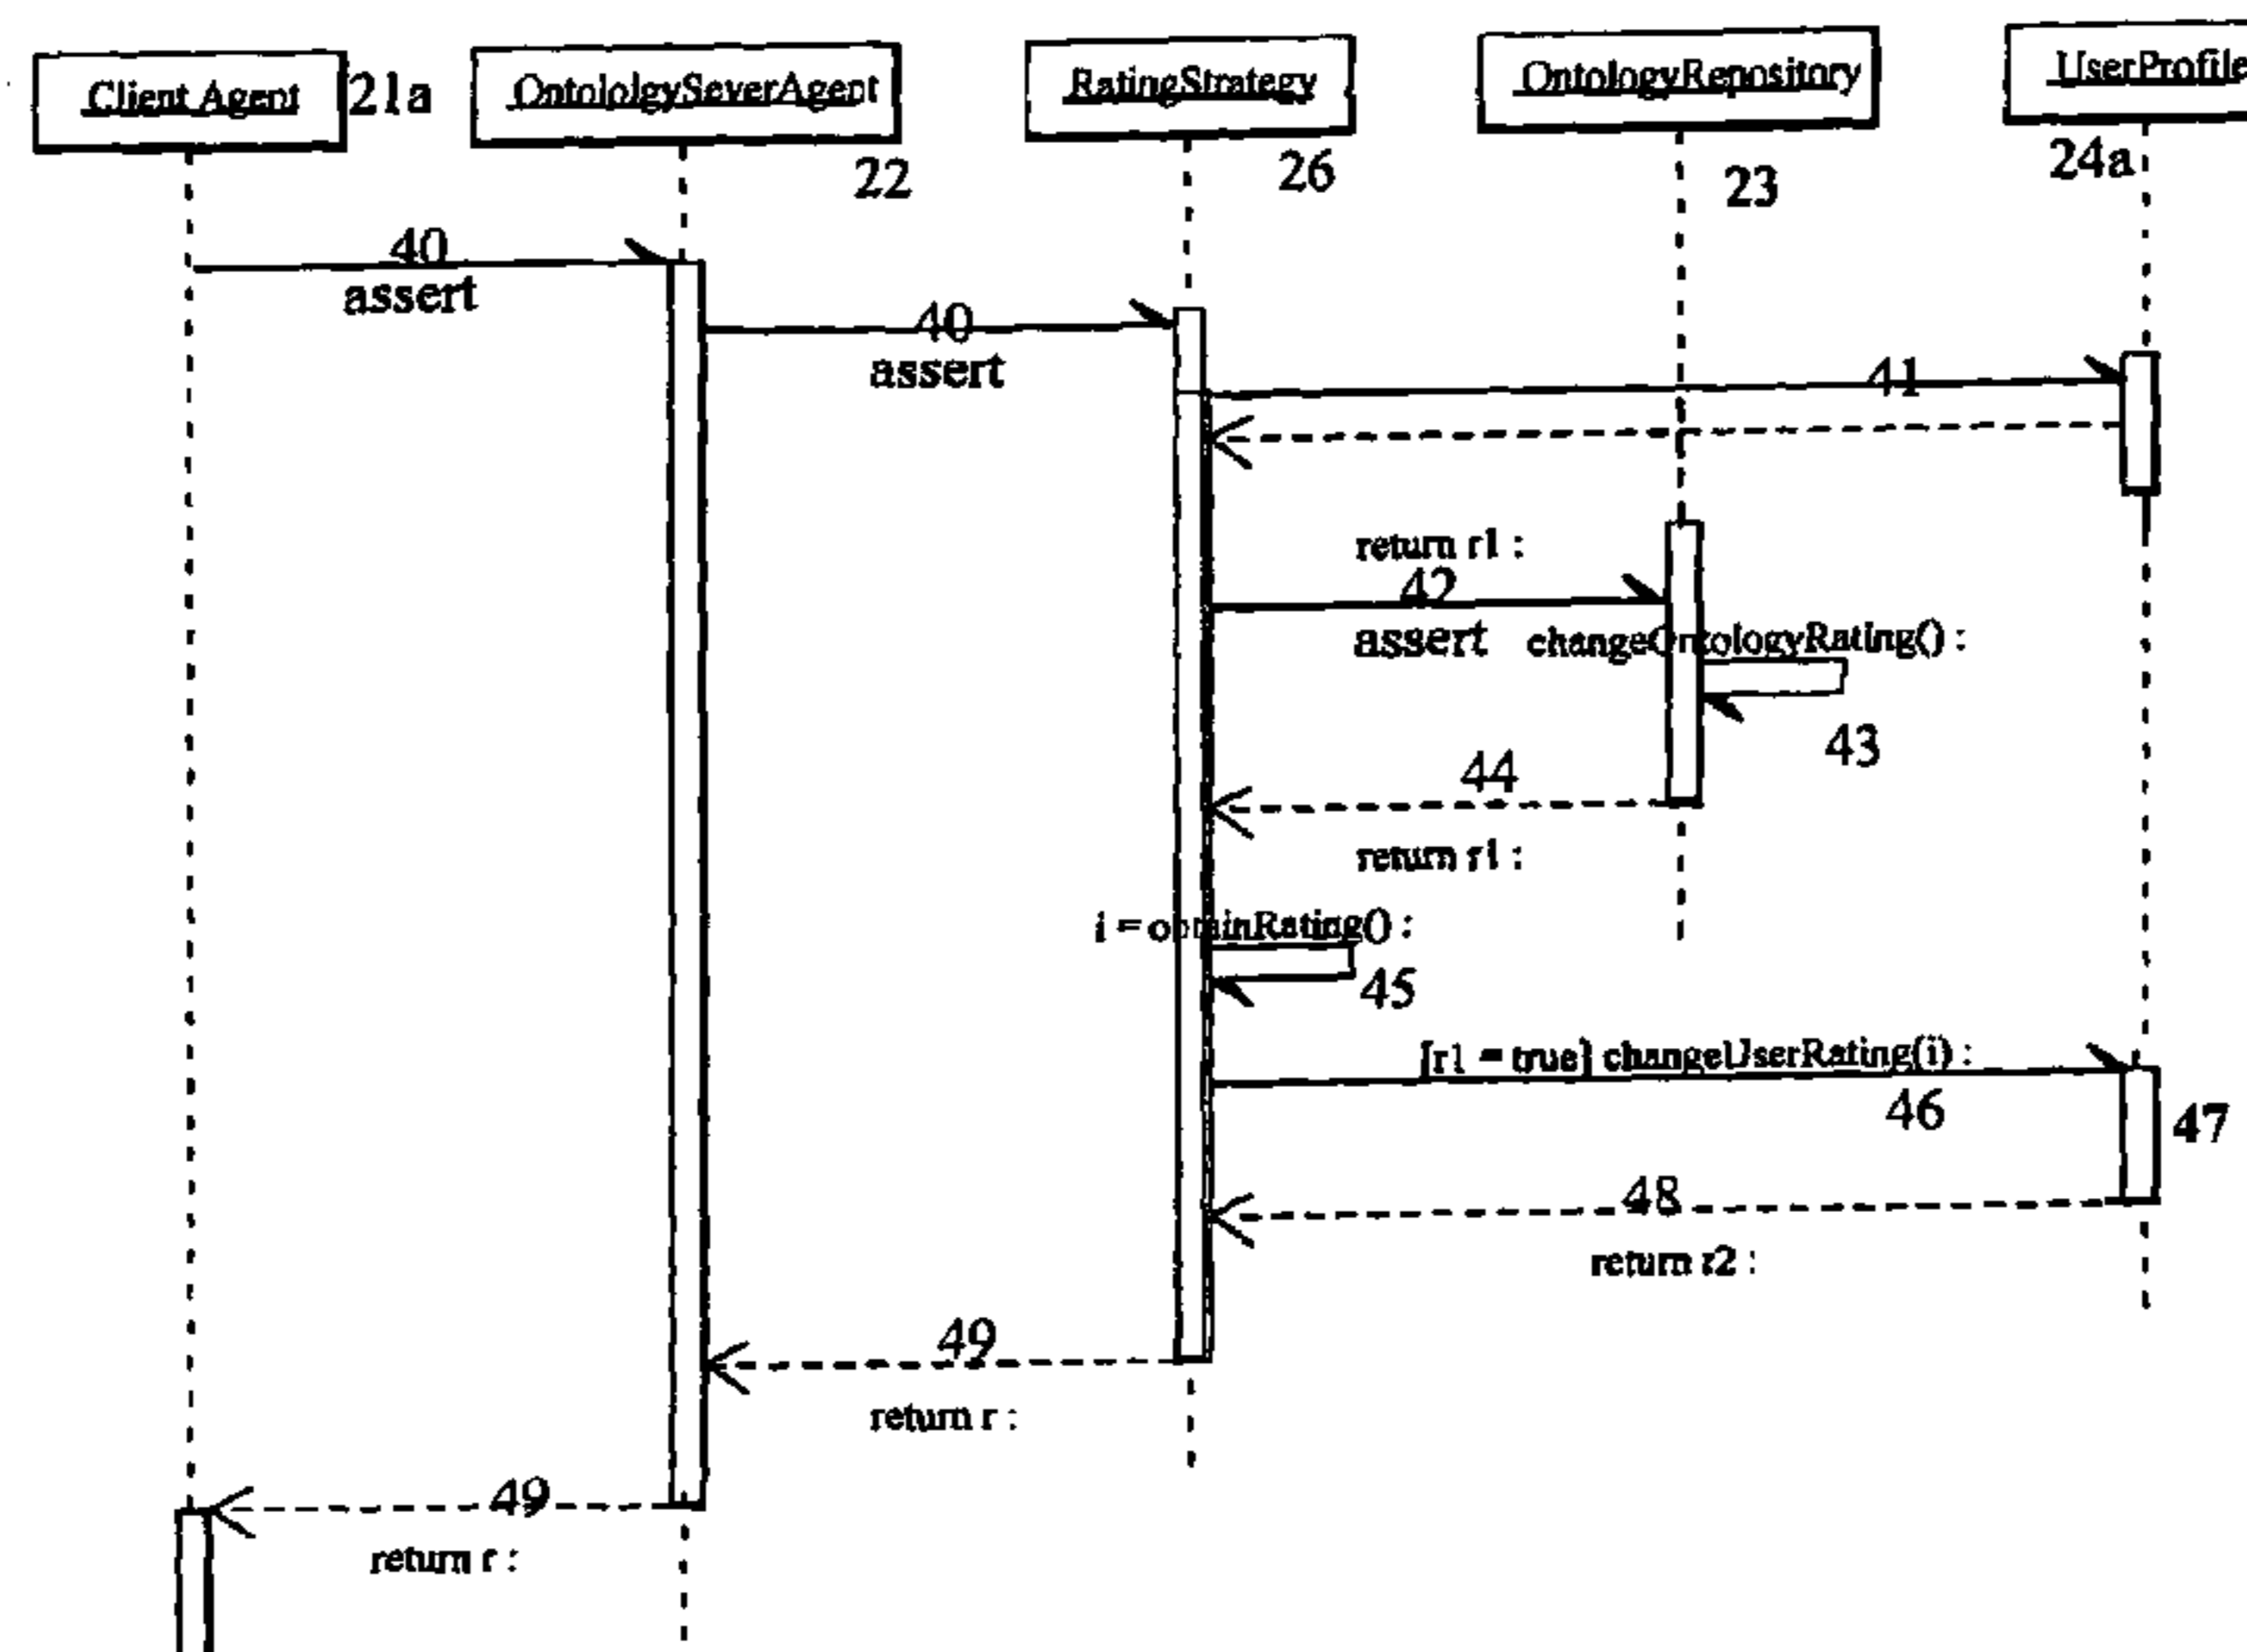 Client Agent
21a
OntololgySeverAgent
22
RatingStrategy
26
OntologyRepository
23
UserProfile
24a
40
assert
40
assert
41
return r1 :
42
assert
changeOntologyRating() :
43
44
return r1 :
i = obtainRating() :
45
[r1 = true] changeUserRating(i) :
46
47
48
return r2 :
49
return r :
49
return r :